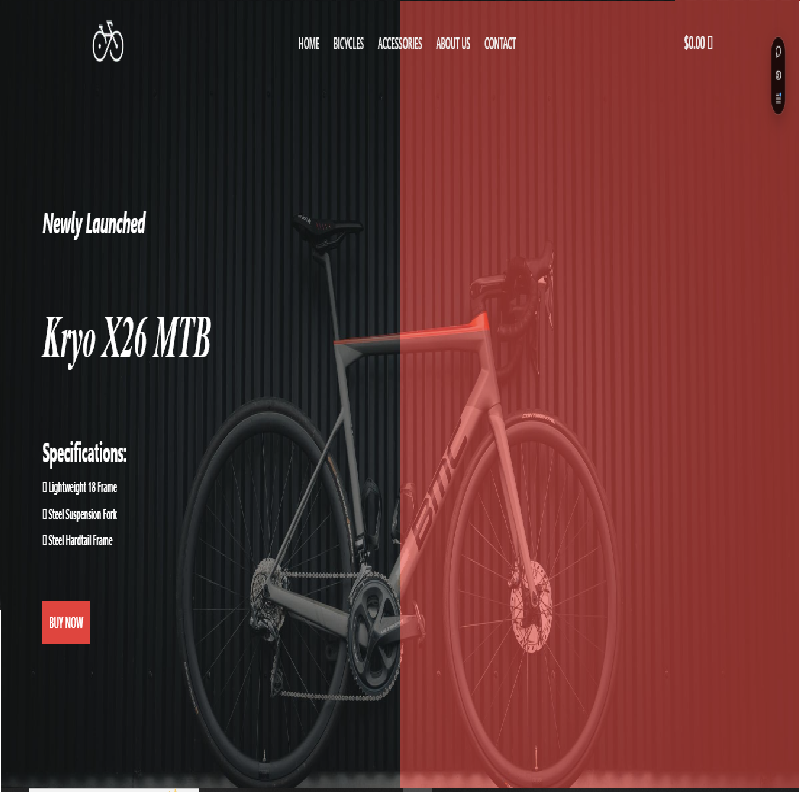 HOME BICYCLES ACCESSORIES ABOUT US CONTACT $0.00
Newly Launched
Kryo X26 MTB
Specifications:
Lightweight 18 Frame
Steel Suspension Fork
Steel Hardtail Frame
BUY NOW